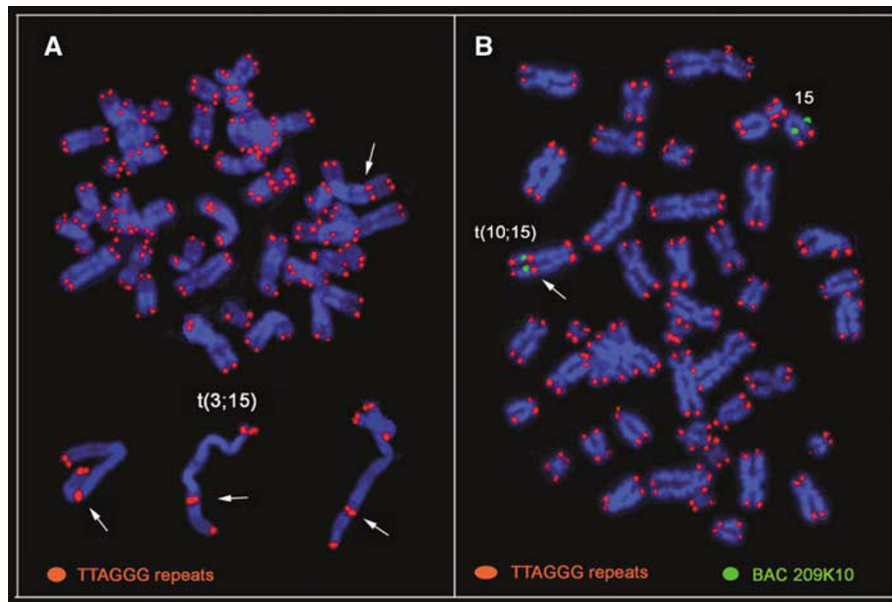 A
t(3;15)
TTAGGG repeats
B
15
t(10;15)
TTAGGG repeats
BAC 209K10